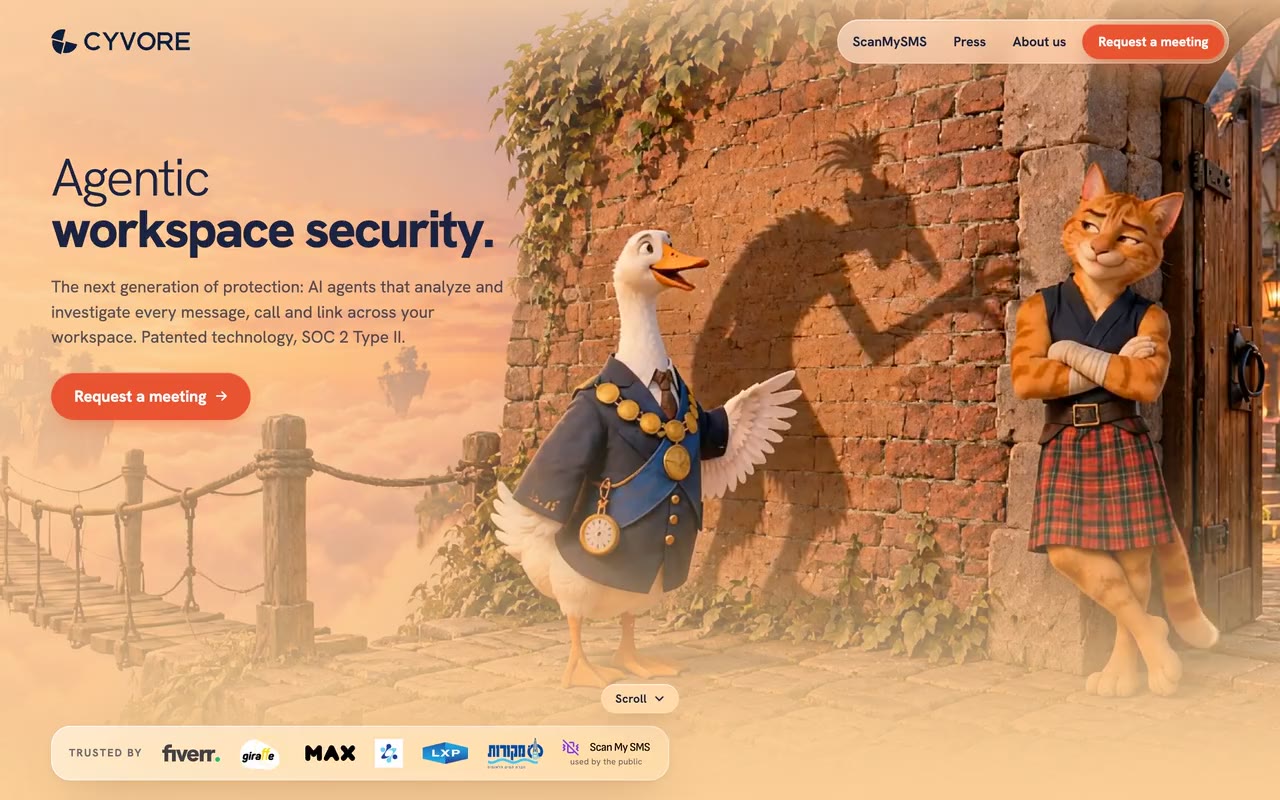 CYVORE
ScanMySMS
Press
About us
Request a meeting
Agentic
workspace security.
The next generation of protection: AI agents that analyze and
investigate every message, call and link across your
workspace. Patented technology, SOC 2 Type II.
Request a meeting →
Scroll
TRUSTED BY
fiverr.
giraffe
MAX
LXP
מקורות
Scan My SMS
used by the public